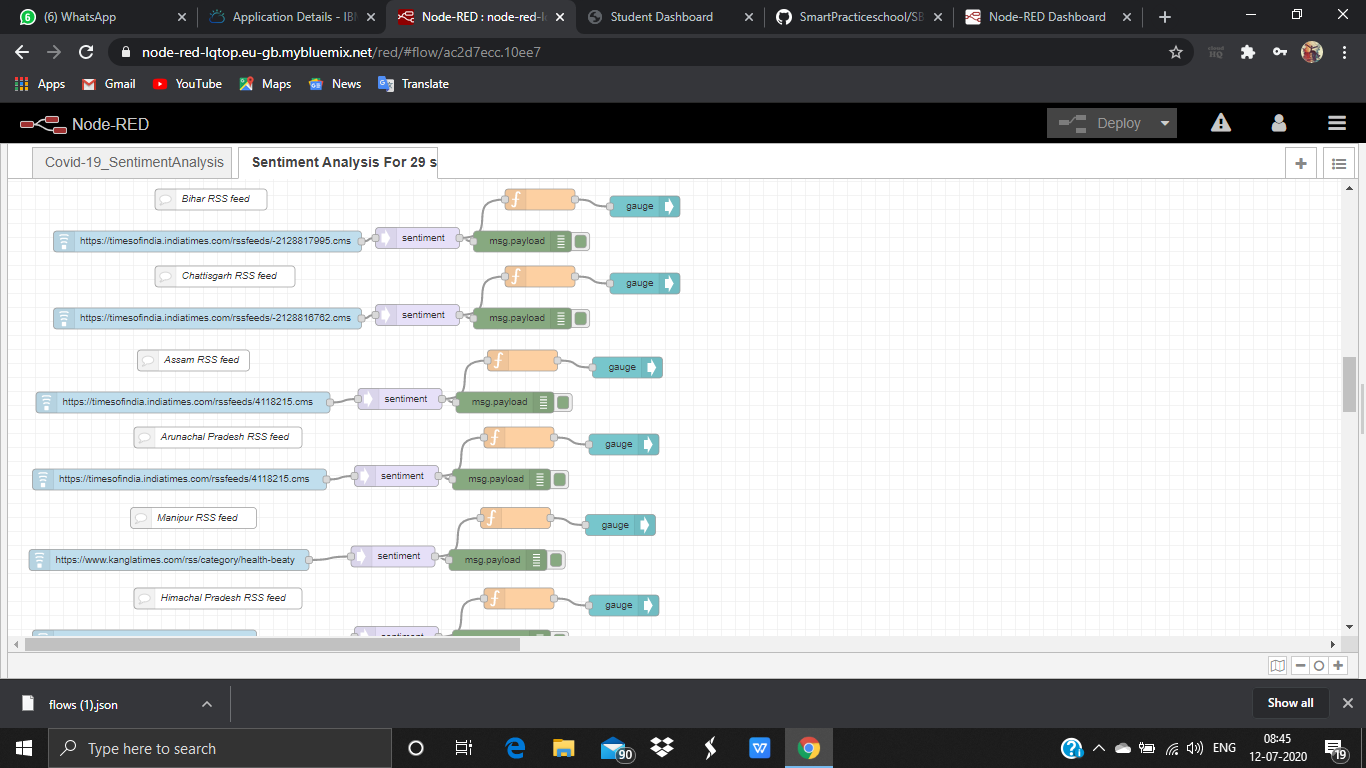 (6) WhatsApp
Application Details - IBM
Node-RED : node-red-l
Student Dashboard
SmartPracticeschool/SB
Node-RED Dashboard
node-red-lqtop.eu-gb.mybluemix.net/red/#flow/ac2d7ecc.10ee7
Apps
Gmail
YouTube
Maps
News
Translate
Node-RED
Deploy
Covid-19_SentimentAnalysis
Sentiment Analysis For 29 s
Bihar RSS feed
gauge
https://timesofindia.indiatimes.com/rssfeeds/-2128817995.cms
sentiment
msg.payload
Chattisgarh RSS feed
gauge
https://timesofindia.indiatimes.com/rssfeeds/-2128816762.cms
sentiment
msg.payload
Assam RSS feed
gauge
https://timesofindia.indiatimes.com/rssfeeds/4118215.cms
sentiment
msg.payload
Arunachal Pradesh RSS feed
gauge
https://timesofindia.indiatimes.com/rssfeeds/4118215.cms
sentiment
msg.payload
Manipur RSS feed
gauge
https://www.kanglatimes.com/rss/category/health-beaty
sentiment
msg.payload
Himachal Pradesh RSS feed
gauge
sentiment
flows (1).json
Show all
Type here to search
90
ENG
08:45
12-07-2020
19